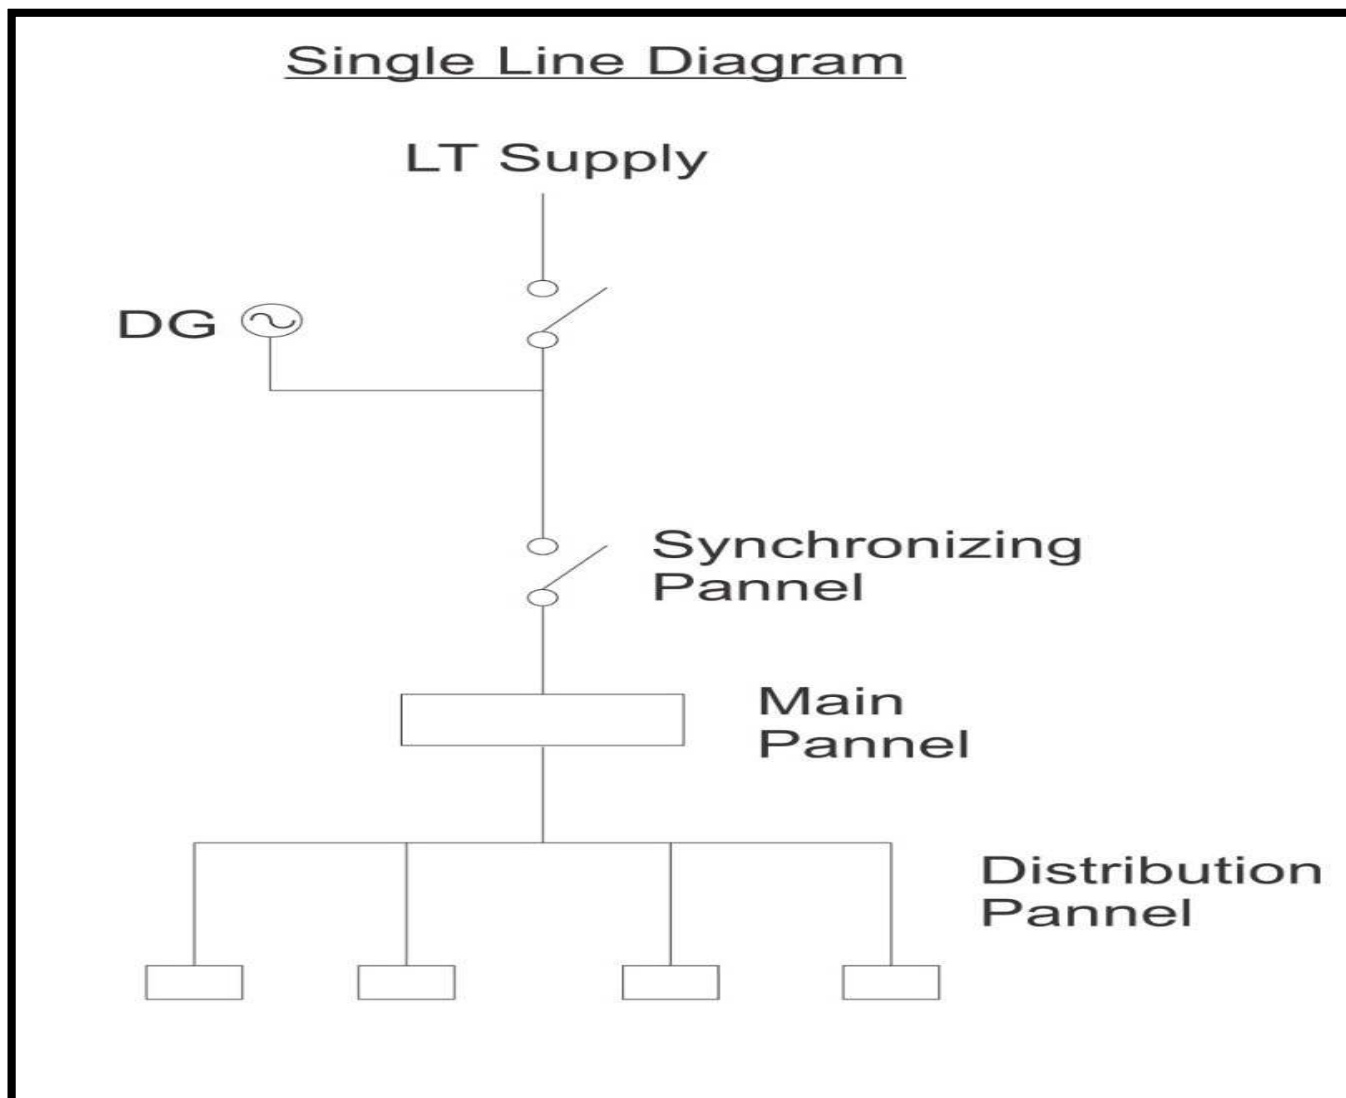 Single Line Diagram
LT Supply
DG
Synchronizing
Pannel
Main
Pannel
Distribution
Pannel